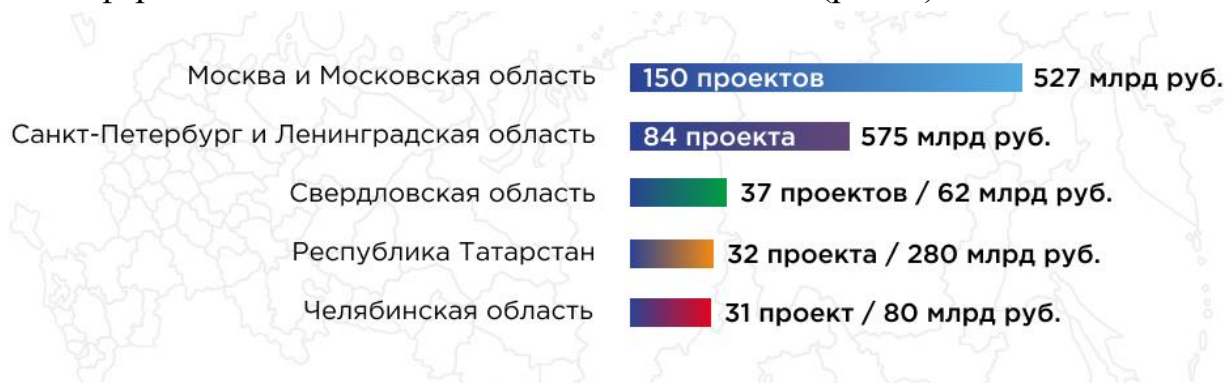 Москва и Московская область 150 проектов 527 млрд руб.
Санкт-Петербург и Ленинградская область 84 проекта 575 млрд руб.
Свердловская область 37 проектов / 62 млрд руб.
Республика Татарстан 32 проекта / 280 млрд руб.
Челябинская область 31 проект / 80 млрд руб.